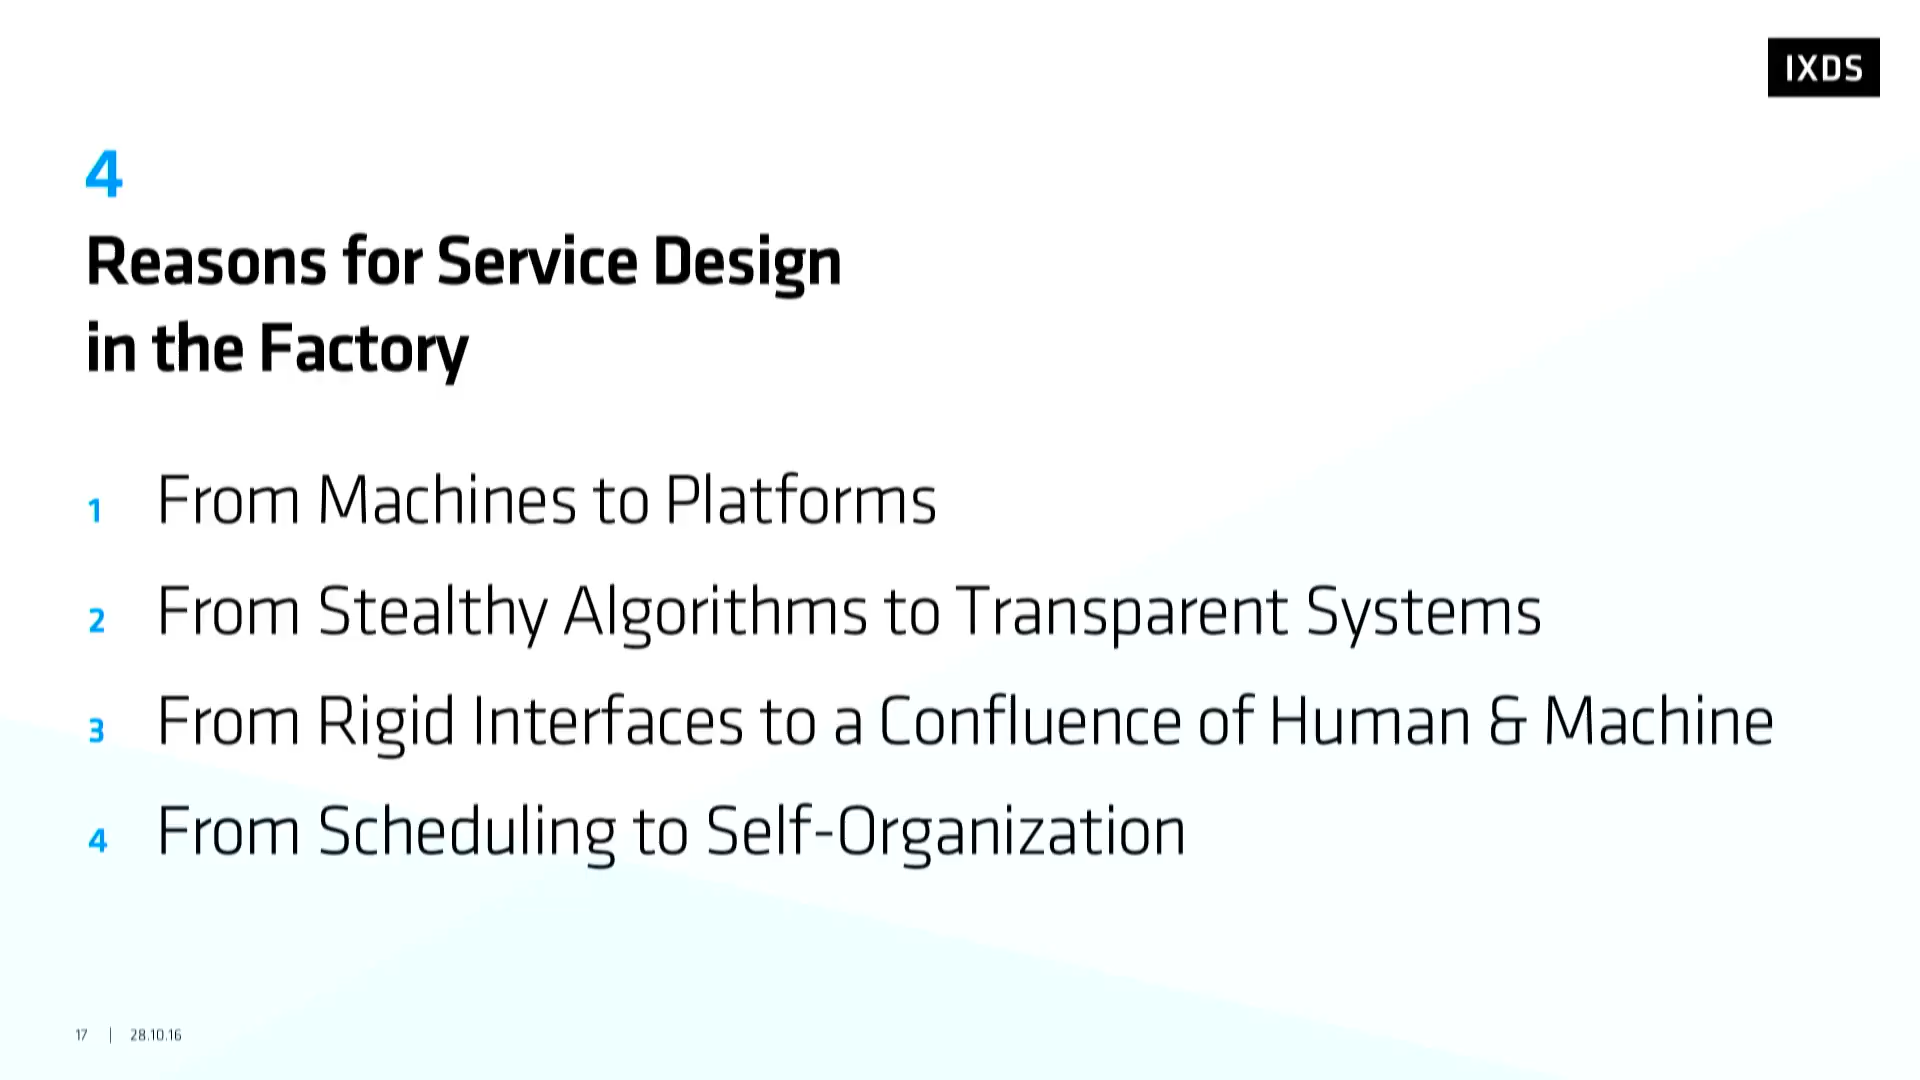 IXDS
4
Reasons for Service Design
in the Factory
1 From Machines to Platforms
2 From Stealthy Algorithms to Transparent Systems
3 From Rigid Interfaces to a Confluence of Human & Machine
4 From Scheduling to Self-Organization
17 | 28.10.16